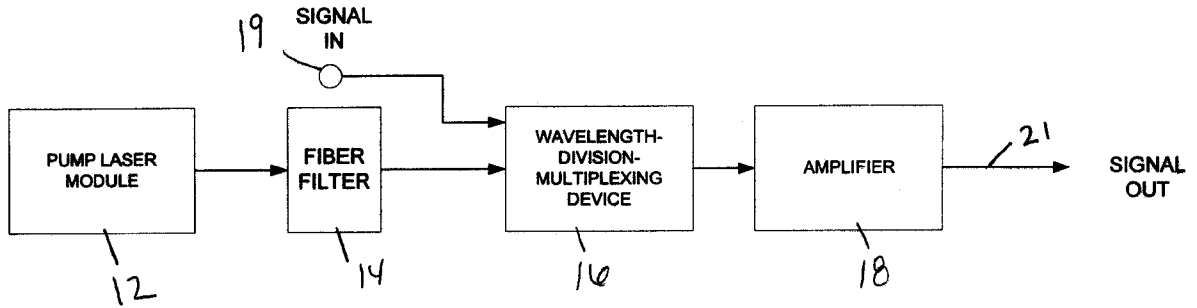 19
SIGNAL
IN
PUMP LASER
MODULE
FIBER
FILTER
WAVELENGTH-
DIVISION-
MULTIPLEXING
DEVICE
AMPLIFIER
21
SIGNAL
OUT
12
14
16
18